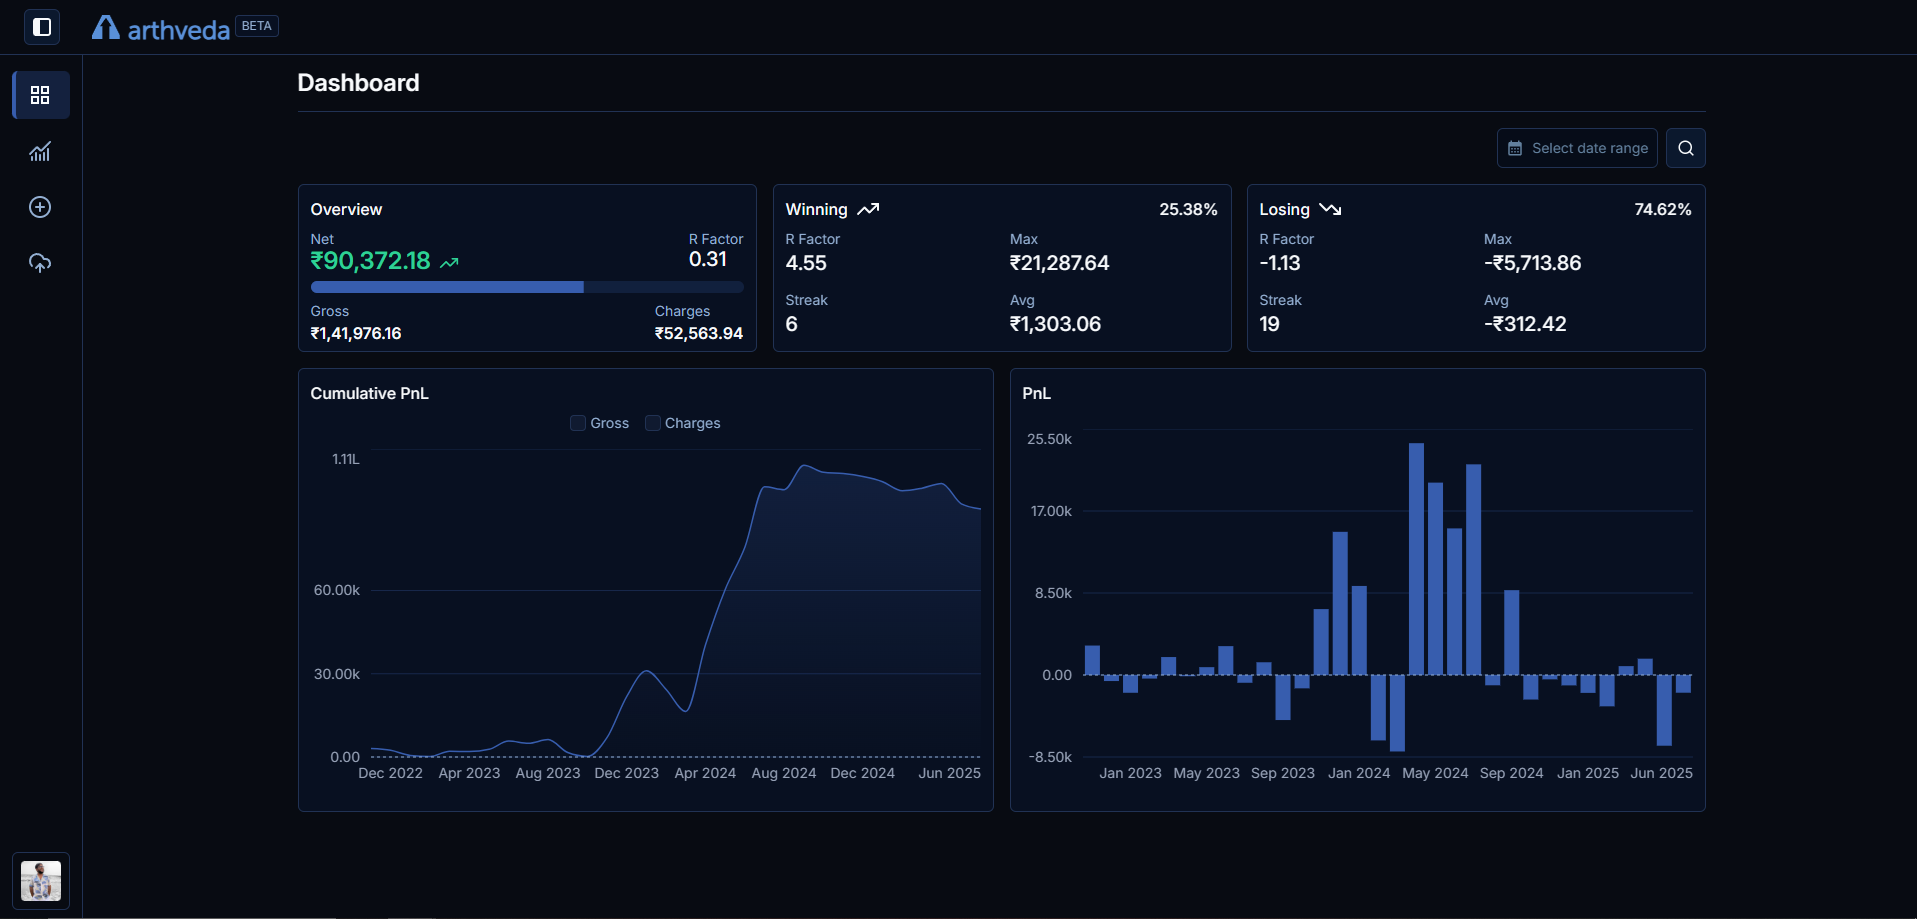 arthveda BETA
Dashboard
Select date range
Overview
Net
R Factor
₹90,372.18
0.31
Gross
Charges
₹1,41,976.16
₹52,563.94
Winning
25.38%
R Factor
Max
4.55
₹21,287.64
Streak
Avg
6
₹1,303.06
Losing
74.62%
R Factor
Max
-1.13
-₹5,713.86
Streak
Avg
19
-₹312.42
Cumulative PnL
Gross
Charges
1.11L
60.00k
30.00k
0.00
Dec 2022 Apr 2023 Aug 2023 Dec 2023 Apr 2024 Aug 2024 Dec 2024 Jun 2025
PnL
25.50k
17.00k
8.50k
0.00
-8.50k
Jan 2023 May 2023 Sep 2023 Jan 2024 May 2024 Sep 2024 Jan 2025 Jun 2025